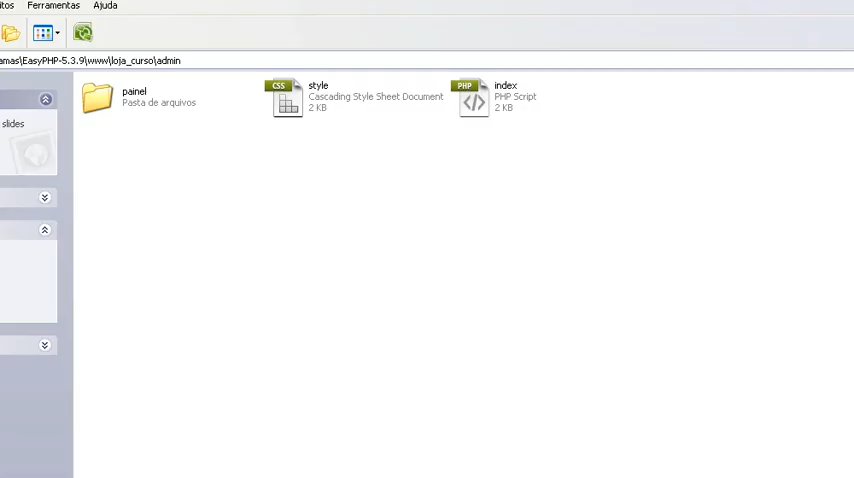 itos Ferramentas Ajuda
amas\EasyPHP-5.3.9\www\loja_curso\admin
slides
painel
Pasta de arquivos
CSS
style
Cascading Style Sheet Document
2 KB
PHP
index
PHP Script
2 KB